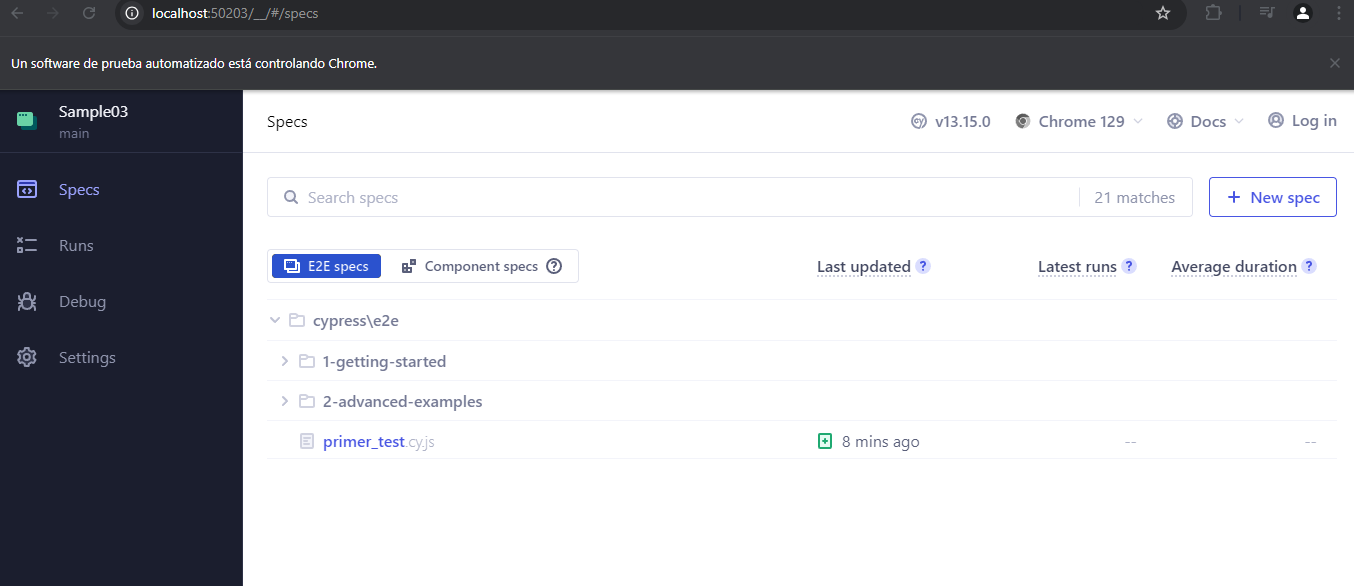 localhost:50203/__/#/specs
Un software de prueba automatizado está controlando Chrome.
Sample03
main
Specs
Runs
Debug
Settings
Specs
v13.15.0
Chrome 129
Docs
Log in
Search specs
21 matches
+ New spec
E2E specs
Component specs ?
Last updated ?
Latest runs ?
Average duration ?
cypress\e2e
1-getting-started
2-advanced-examples
primer_test.cy.js
8 mins ago
--
--